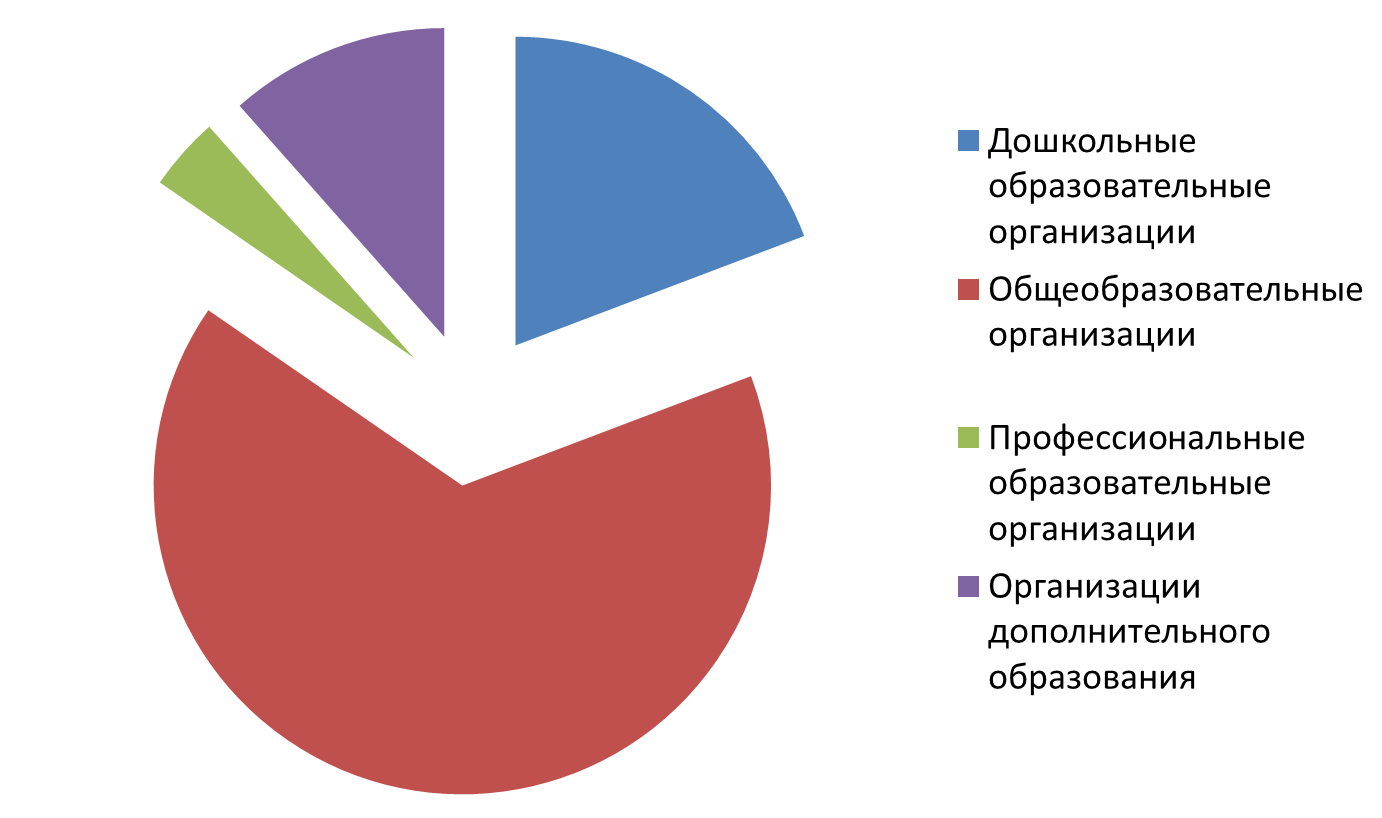 Дошкольные
образовательные
организации
Общеобразовательные
организации
Профессиональные
образовательные
организации
Организации
дополнительного
образования